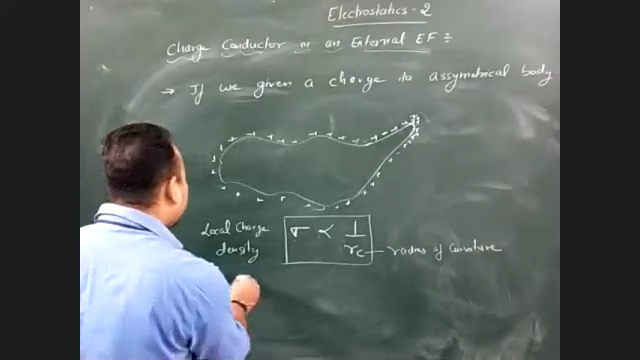 Electrostatics - 2
Charge Conductor in an External EF ÷
→ If we given a charge to assymetrical body
Local Charge density
σ ∝ 1/rc
radius of curvature